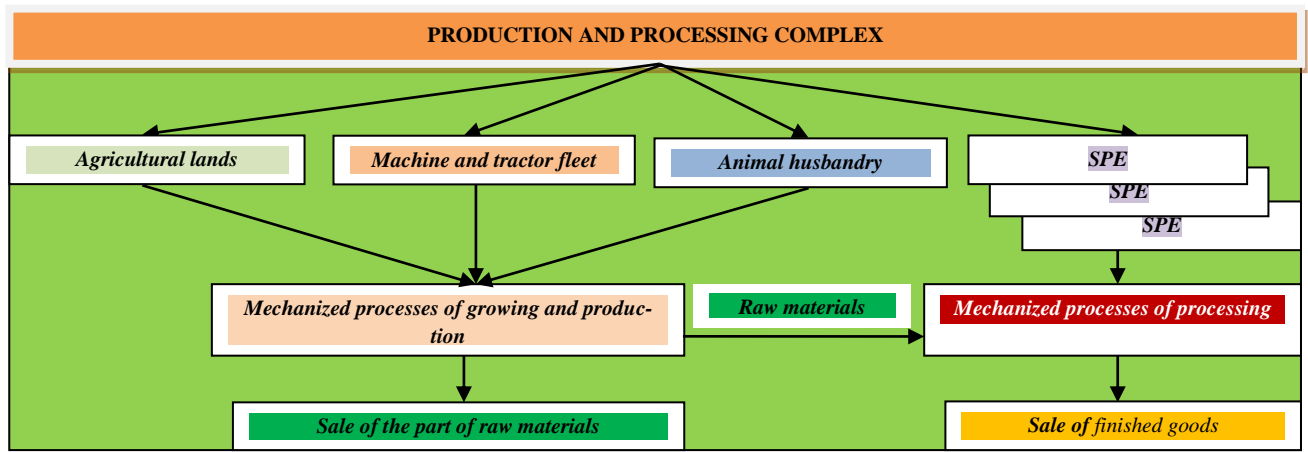 PRODUCTION AND PROCESSING COMPLEX
Agricultural lands
Machine and tractor fleet
Animal husbandry
SPE
SPE
SPE
Mechanized processes of growing and produc-
tion
Raw materials
Mechanized processes of processing
Sale of the part of raw materials
Sale of finished goods